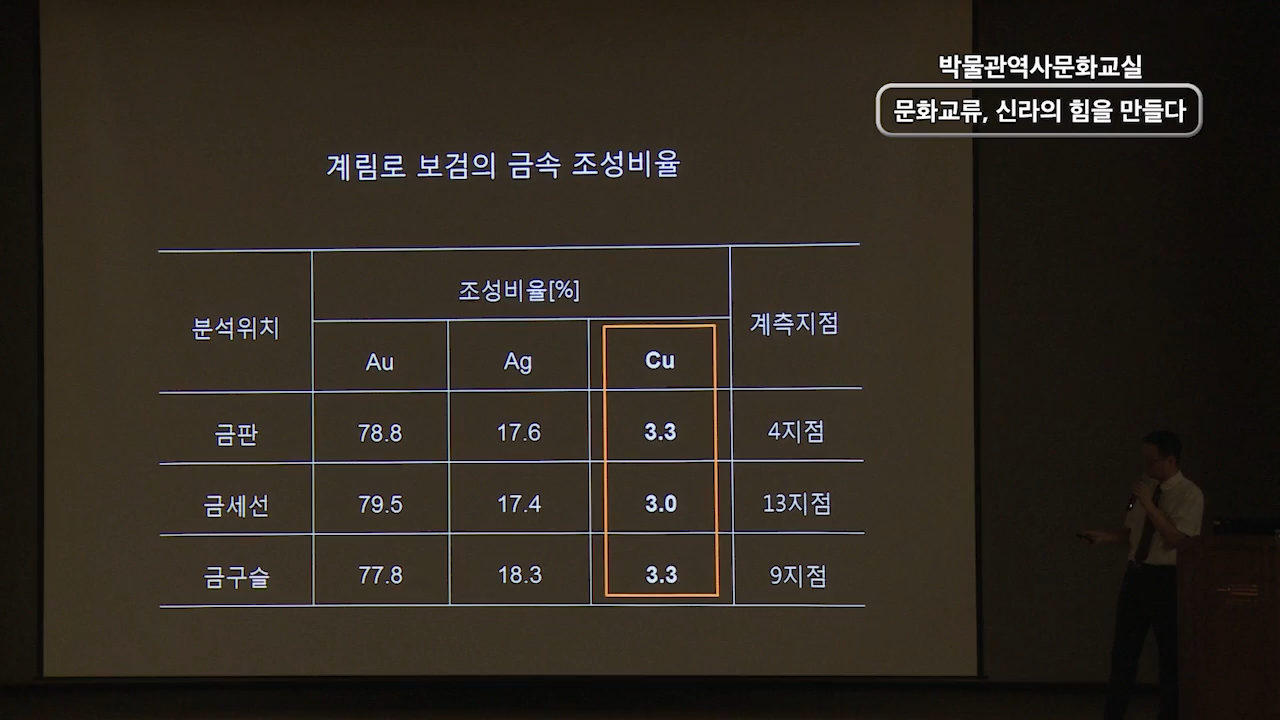 박물관역사문화교실
문화교류, 신라의 힘을 만들다
계림로 보검의 금속 조성비율
분석위치 조성비율[%] 계측지점
Au Ag Cu
금판 78.8 17.6 3.3 4지점
금세선 79.5 17.4 3.0 13지점
금구슬 77.8 18.3 3.3 9지점